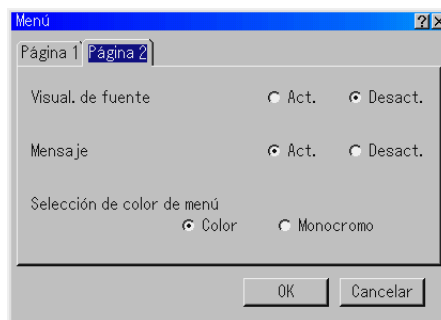 Menú
Página 1 Página 2
Visual. de fuente Act. Desact.
Mensaje Act. Desact.
Selección de color de menú
Color Monocromo
OK Cancelar